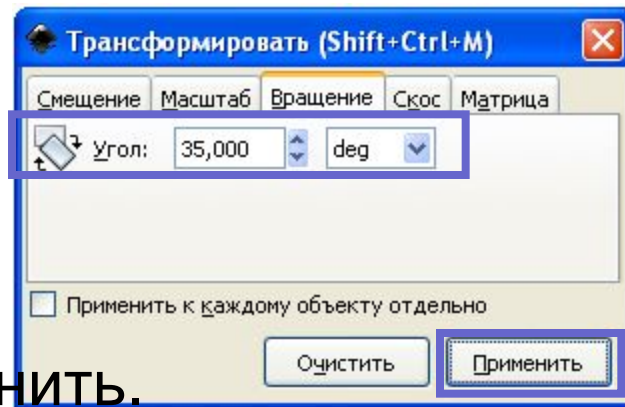 Трансформировать (Shift+Ctrl+M)
Смещение Масштаб Вращение Скос Матрица
Угол: 35,000 deg
Применить к каждому объекту отдельно
Очистить Применить
нить.